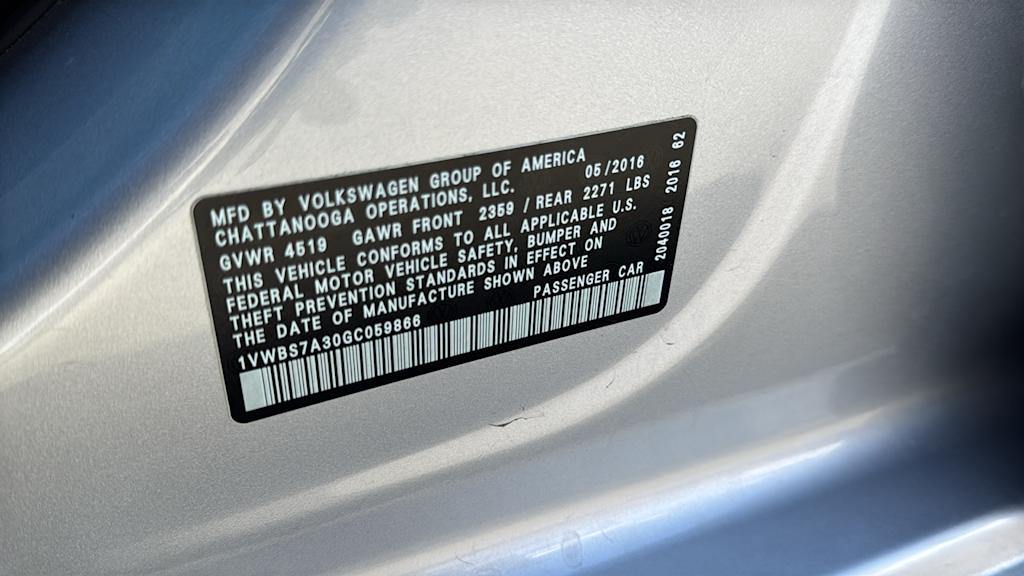 MFD BY VOLKSWAGEN GROUP OF AMERICA
CHATTANOOGA OPERATIONS, LLC. 05/2016
GVWR 4519 GAWR FRONT 2359 / REAR 2271 LBS
THIS VEHICLE CONFORMS TO ALL APPLICABLE U.S.
FEDERAL MOTOR VEHICLE SAFETY, BUMPER AND
THEFT PREVENTION STANDARDS IN EFFECT ON
THE DATE OF MANUFACTURE SHOWN ABOVE
1VWBS7A30GC059866 PASSENGER CAR
2040018 2016 62